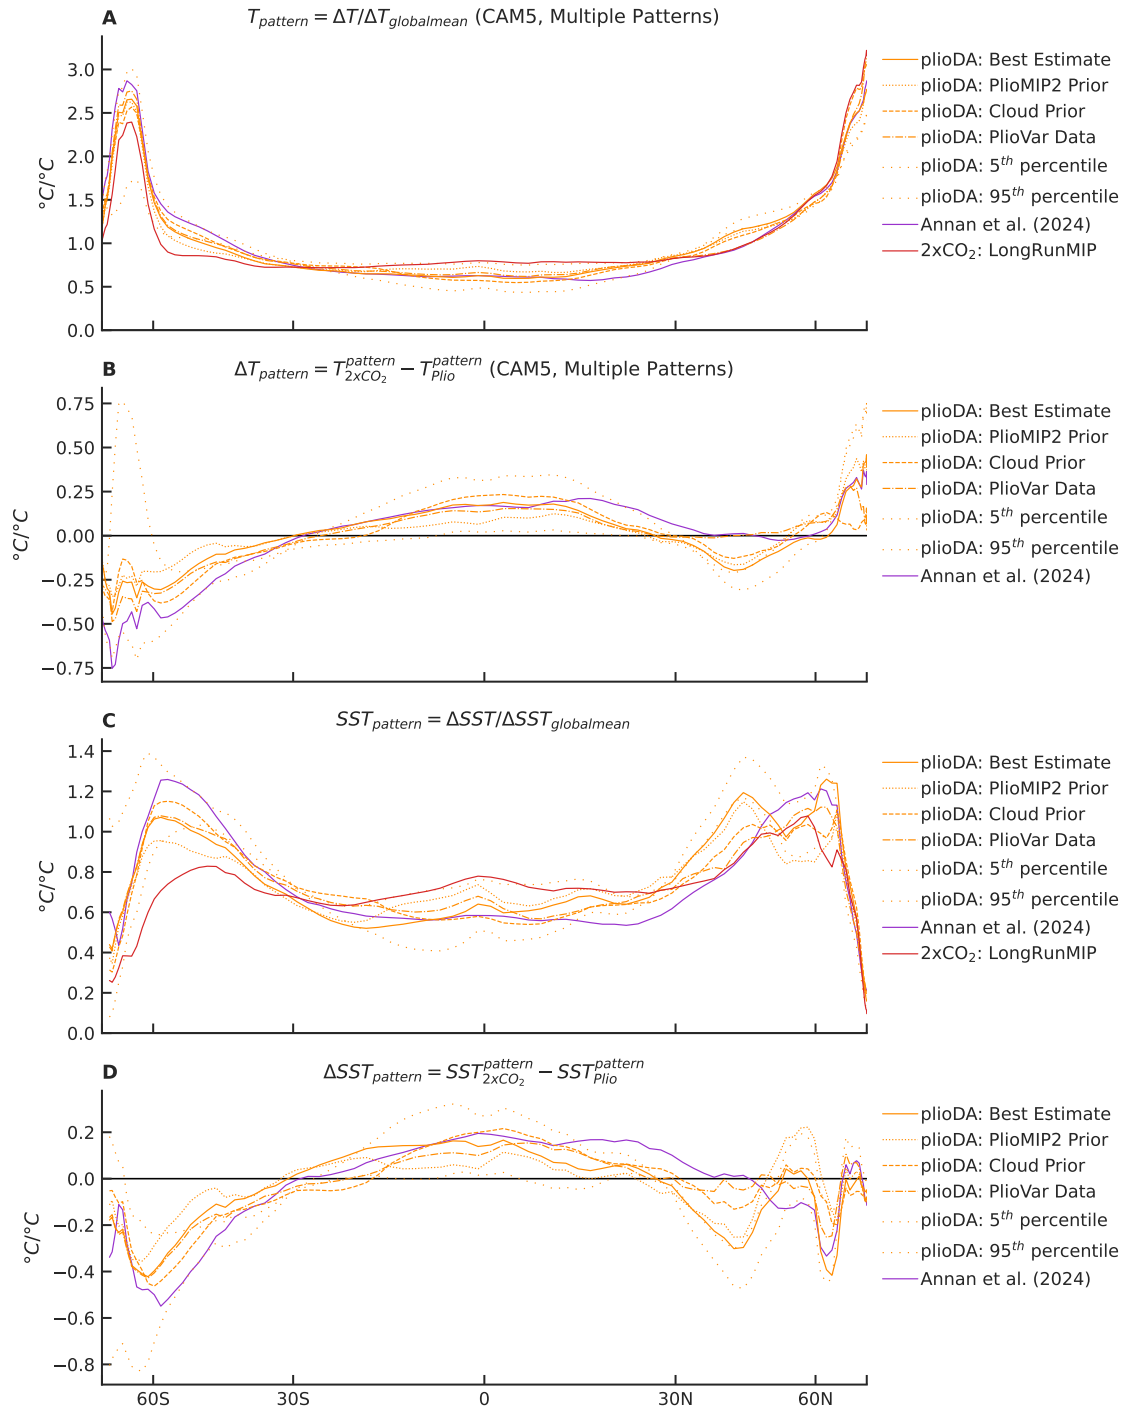 A
T_pattern = ΔT/ΔT_globalmean (CAM5, Multiple Patterns)
3.0
2.5
2.0
1.5
1.0
0.5
0.0
°C/°C
plioDA: Best Estimate
plioDA: PlioMIP2 Prior
plioDA: Cloud Prior
plioDA: PlioVar Data
plioDA: 5th percentile
plioDA: 95th percentile
Annan et al. (2024)
2xCO₂: LongRunMIP
B
ΔT_pattern = T_2xCO₂^pattern − T_Plio^pattern (CAM5, Multiple Patterns)
0.75
0.50
0.25
0.00
−0.25
−0.50
−0.75
°C/°C
plioDA: Best Estimate
plioDA: PlioMIP2 Prior
plioDA: Cloud Prior
plioDA: PlioVar Data
plioDA: 5th percentile
plioDA: 95th percentile
Annan et al. (2024)
C
SST_pattern = ΔSST/ΔSST_globalmean
1.4
1.2
1.0
0.8
0.6
0.4
0.2
0.0
°C/°C
plioDA: Best Estimate
plioDA: PlioMIP2 Prior
plioDA: Cloud Prior
plioDA: PlioVar Data
plioDA: 5th percentile
plioDA: 95th percentile
Annan et al. (2024)
2xCO₂: LongRunMIP
D
ΔSST_pattern = SST_2xCO₂^pattern − SST_Plio^pattern
0.2
0.0
−0.2
−0.4
−0.6
−0.8
°C/°C
60S 30S 0 30N 60N
plioDA: Best Estimate
plioDA: PlioMIP2 Prior
plioDA: Cloud Prior
plioDA: PlioVar Data
plioDA: 5th percentile
plioDA: 95th percentile
Annan et al. (2024)